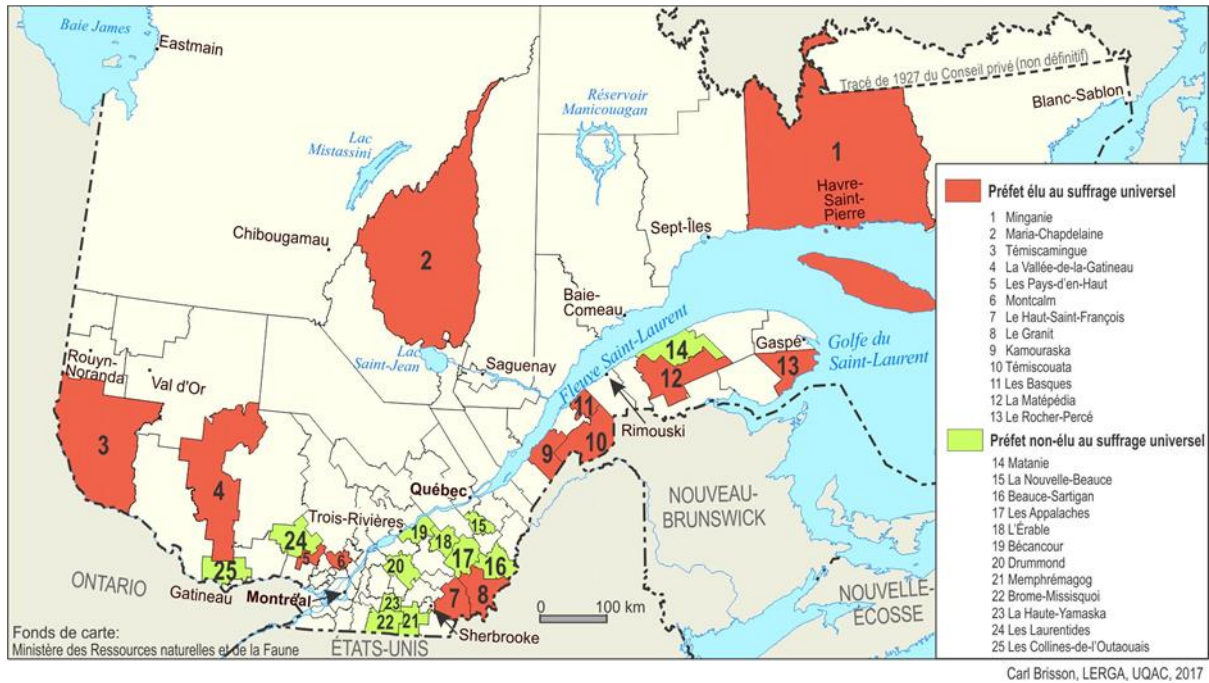 Baie James
Eastmain
Tracé de 1927 du Conseil privé (non définitif)
Blanc-Sablon
Réservoir
Manicouagan
Lac
Mistassini
1
Havre-
Saint-
Pierre
Sept-Îles
Chibougamau
2
Baie-
Comeau
Golfe du
Saint-Laurent
Gaspé
14
13
12
Fleuve Saint-Laurent
Lac
Saint-Jean
Saguenay
Rouyn-
Noranda
Val d'Or
11
Rimouski
3
10
9
4
Québec
NOUVEAU-
BRUNSWICK
Trois-Rivières
15
19
18
24
17
16
5
6
20
25
ONTARIO
Gatineau
Montréal
7
8
23
22
21
Sherbrooke
0 100 km
NOUVELLE-
ÉCOSSE
ÉTATS-UNIS
Fonds de carte:
Ministère des Ressources naturelles et de la Faune
Préfet élu au suffrage universel
1 Minganie
2 Maria-Chapdelaine
3 Témiscamingue
4 La Vallée-de-la-Gatineau
5 Les Pays-d'en-Haut
6 Montcalm
7 Le Haut-Saint-François
8 Le Granit
9 Kamouraska
10 Témiscouata
11 Les Basques
12 La Matépédia
13 Le Rocher-Percé
Préfet non-élu au suffrage universel
14 Matanie
15 La Nouvelle-Beauce
16 Beauce-Sartigan
17 Les Appalaches
18 L'Érable
19 Bécancour
20 Drummond
21 Memphrémagog
22 Brome-Missisquoi
23 La Haute-Yamaska
24 Les Laurentides
25 Les Collines-de-l'Outaouais
Carl Brisson, LERGA, UQAC, 2017